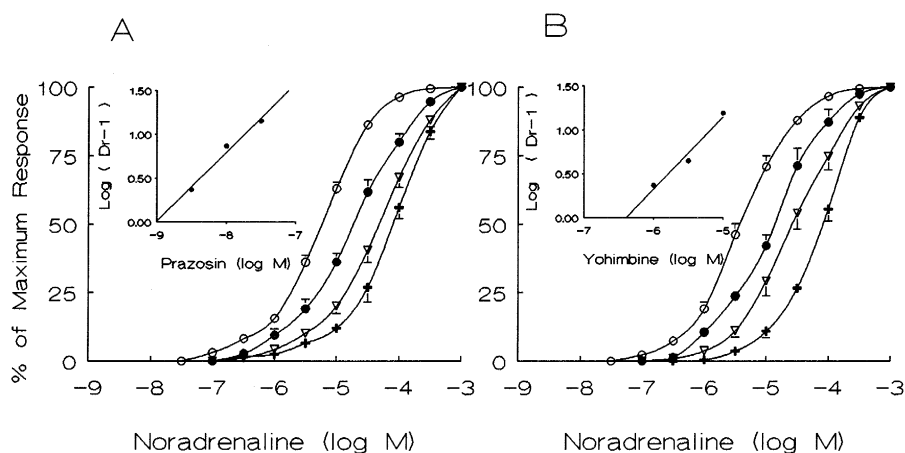 A
% of Maximum Response
100
75
50
25
0
-9 -8 -7 -6 -5 -4 -3
Noradrenaline (log M)
Log ( Dr-1 )
1.50
1.00
0.50
0.00
-9 -8 -7
Prazosin (log M)
B
100
75
50
25
0
-9 -8 -7 -6 -5 -4 -3
Noradrenaline (log M)
Log ( Dr-1 )
1.50
1.00
0.50
0.00
-7 -6 -5
Yohimbine (log M)